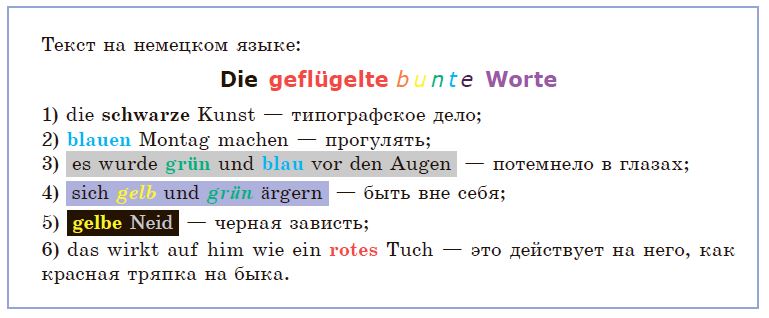 Текст на немецком языке:
Die geflügelte bunte Worte
1) die schwarze Kunst — типографское дело;
2) blauen Montag machen — прогулять;
3) es wurde grün und blau vor den Augen — потемнело в глазах;
4) sich gelb und grün ärgern — быть вне себя;
5) gelbe Neid — черная зависть;
6) das wirkt auf him wie ein rotes Tuch — это действует на него, как
красная тряпка на быка.